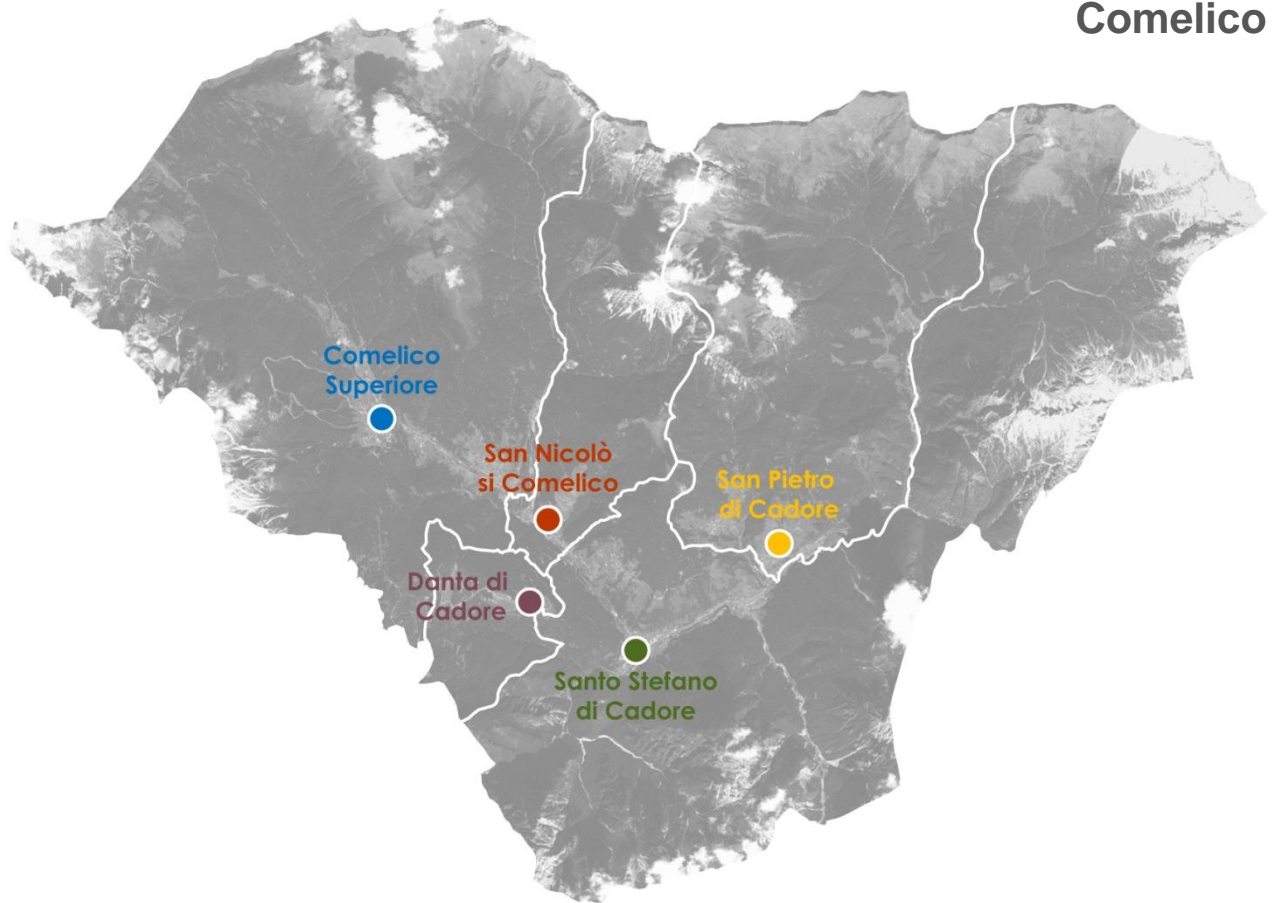 Comelico
Comelico
Superiore
San Nicolò
si Comelico
San Pietro
di Cadore
Danta di
Cadore
Santo Stefano
di Cadore